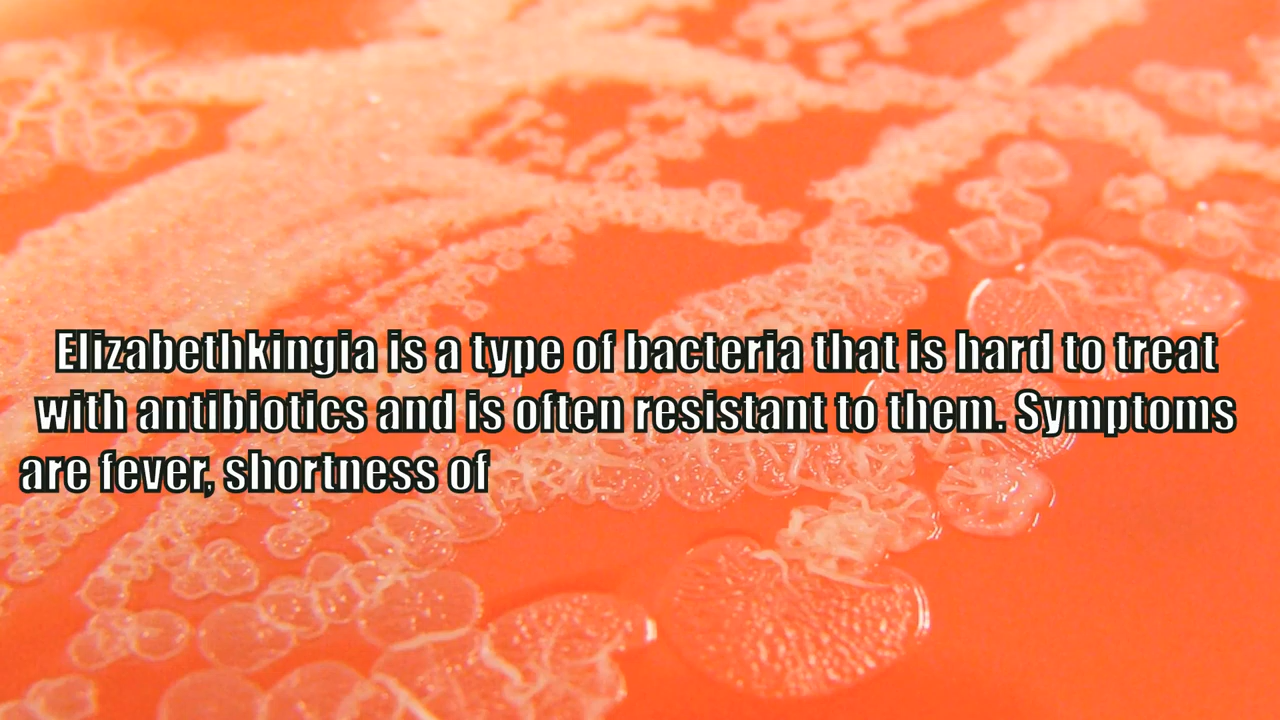 Elizabethkingia is a type of bacteria that is hard to treat
with antibiotics and is often resistant to them. Symptoms
are fever, shortness of